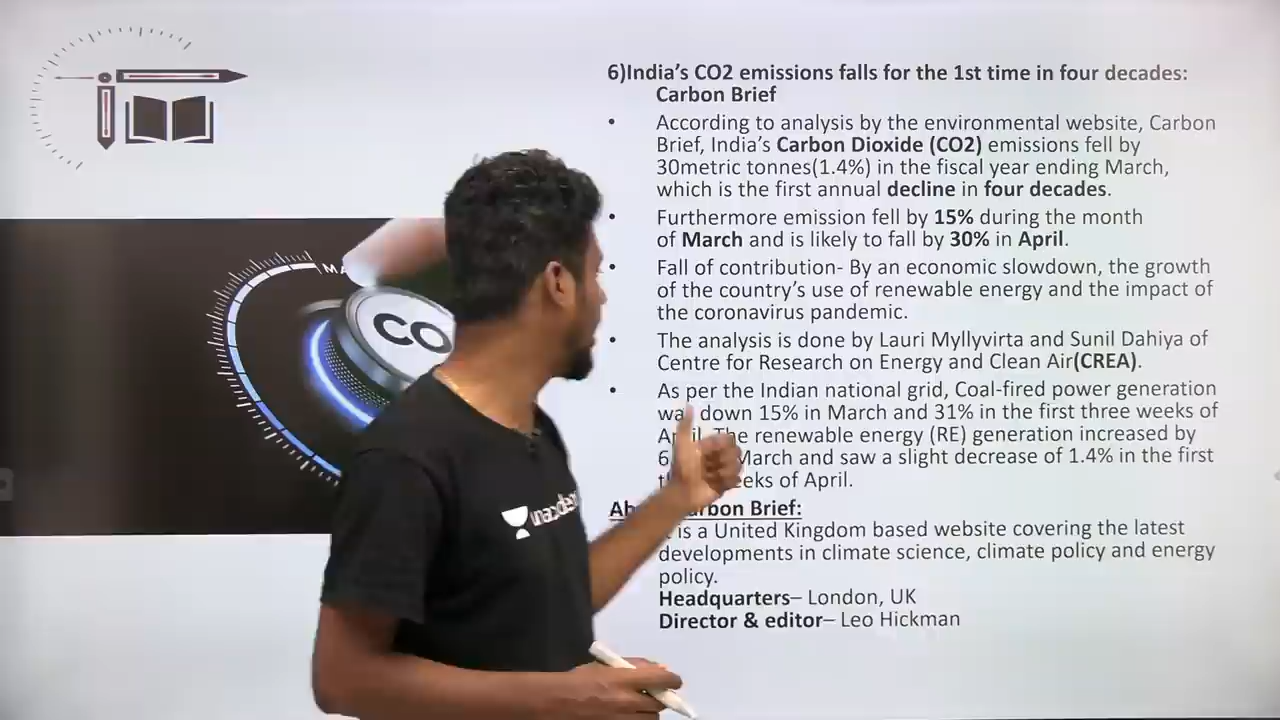 6)India’s CO2 emissions falls for the 1st time in four decades:
Carbon Brief
• According to analysis by the environmental website, Carbon
Brief, India’s Carbon Dioxide (CO2) emissions fell by
30metric tonnes(1.4%) in the fiscal year ending March,
which is the first annual decline in four decades.
• Furthermore emission fell by 15% during the month
of March and is likely to fall by 30% in April.
• Fall of contribution- By an economic slowdown, the growth
of the country’s use of renewable energy and the impact of
the coronavirus pandemic.
• The analysis is done by Lauri Myllyvirta and Sunil Dahiya of
Centre for Research on Energy and Clean Air(CREA).
• As per the Indian national grid, Coal-fired power generation
was down 15% in March and 31% in the first three weeks of
April. The renewable energy (RE) generation increased by
March and saw a slight decrease of 1.4% in the first
of April.
Carbon Brief:
is a United Kingdom based website covering the latest
developments in climate science, climate policy and energy
policy.
Headquarters– London, UK
Director & editor– Leo Hickman
MA
CO
unacademy